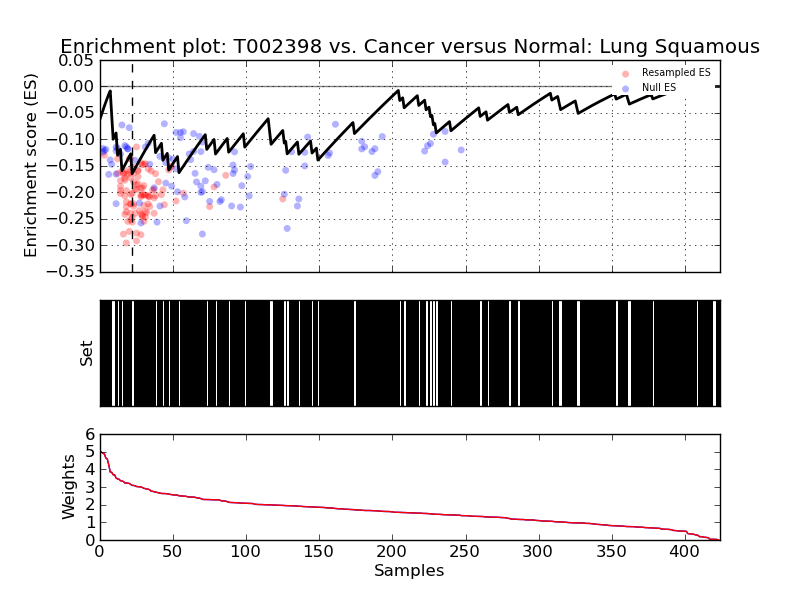 Enrichment plot: T002398 vs. Cancer versus Normal: Lung Squamous
Enrichment score (ES)
0.05
0.00
−0.05
−0.10
−0.15
−0.20
−0.25
−0.30
−0.35
Resampled ES
Null ES
Set
Weights
6
5
4
3
2
1
0
0 50 100 150 200 250 300 350 400
Samples